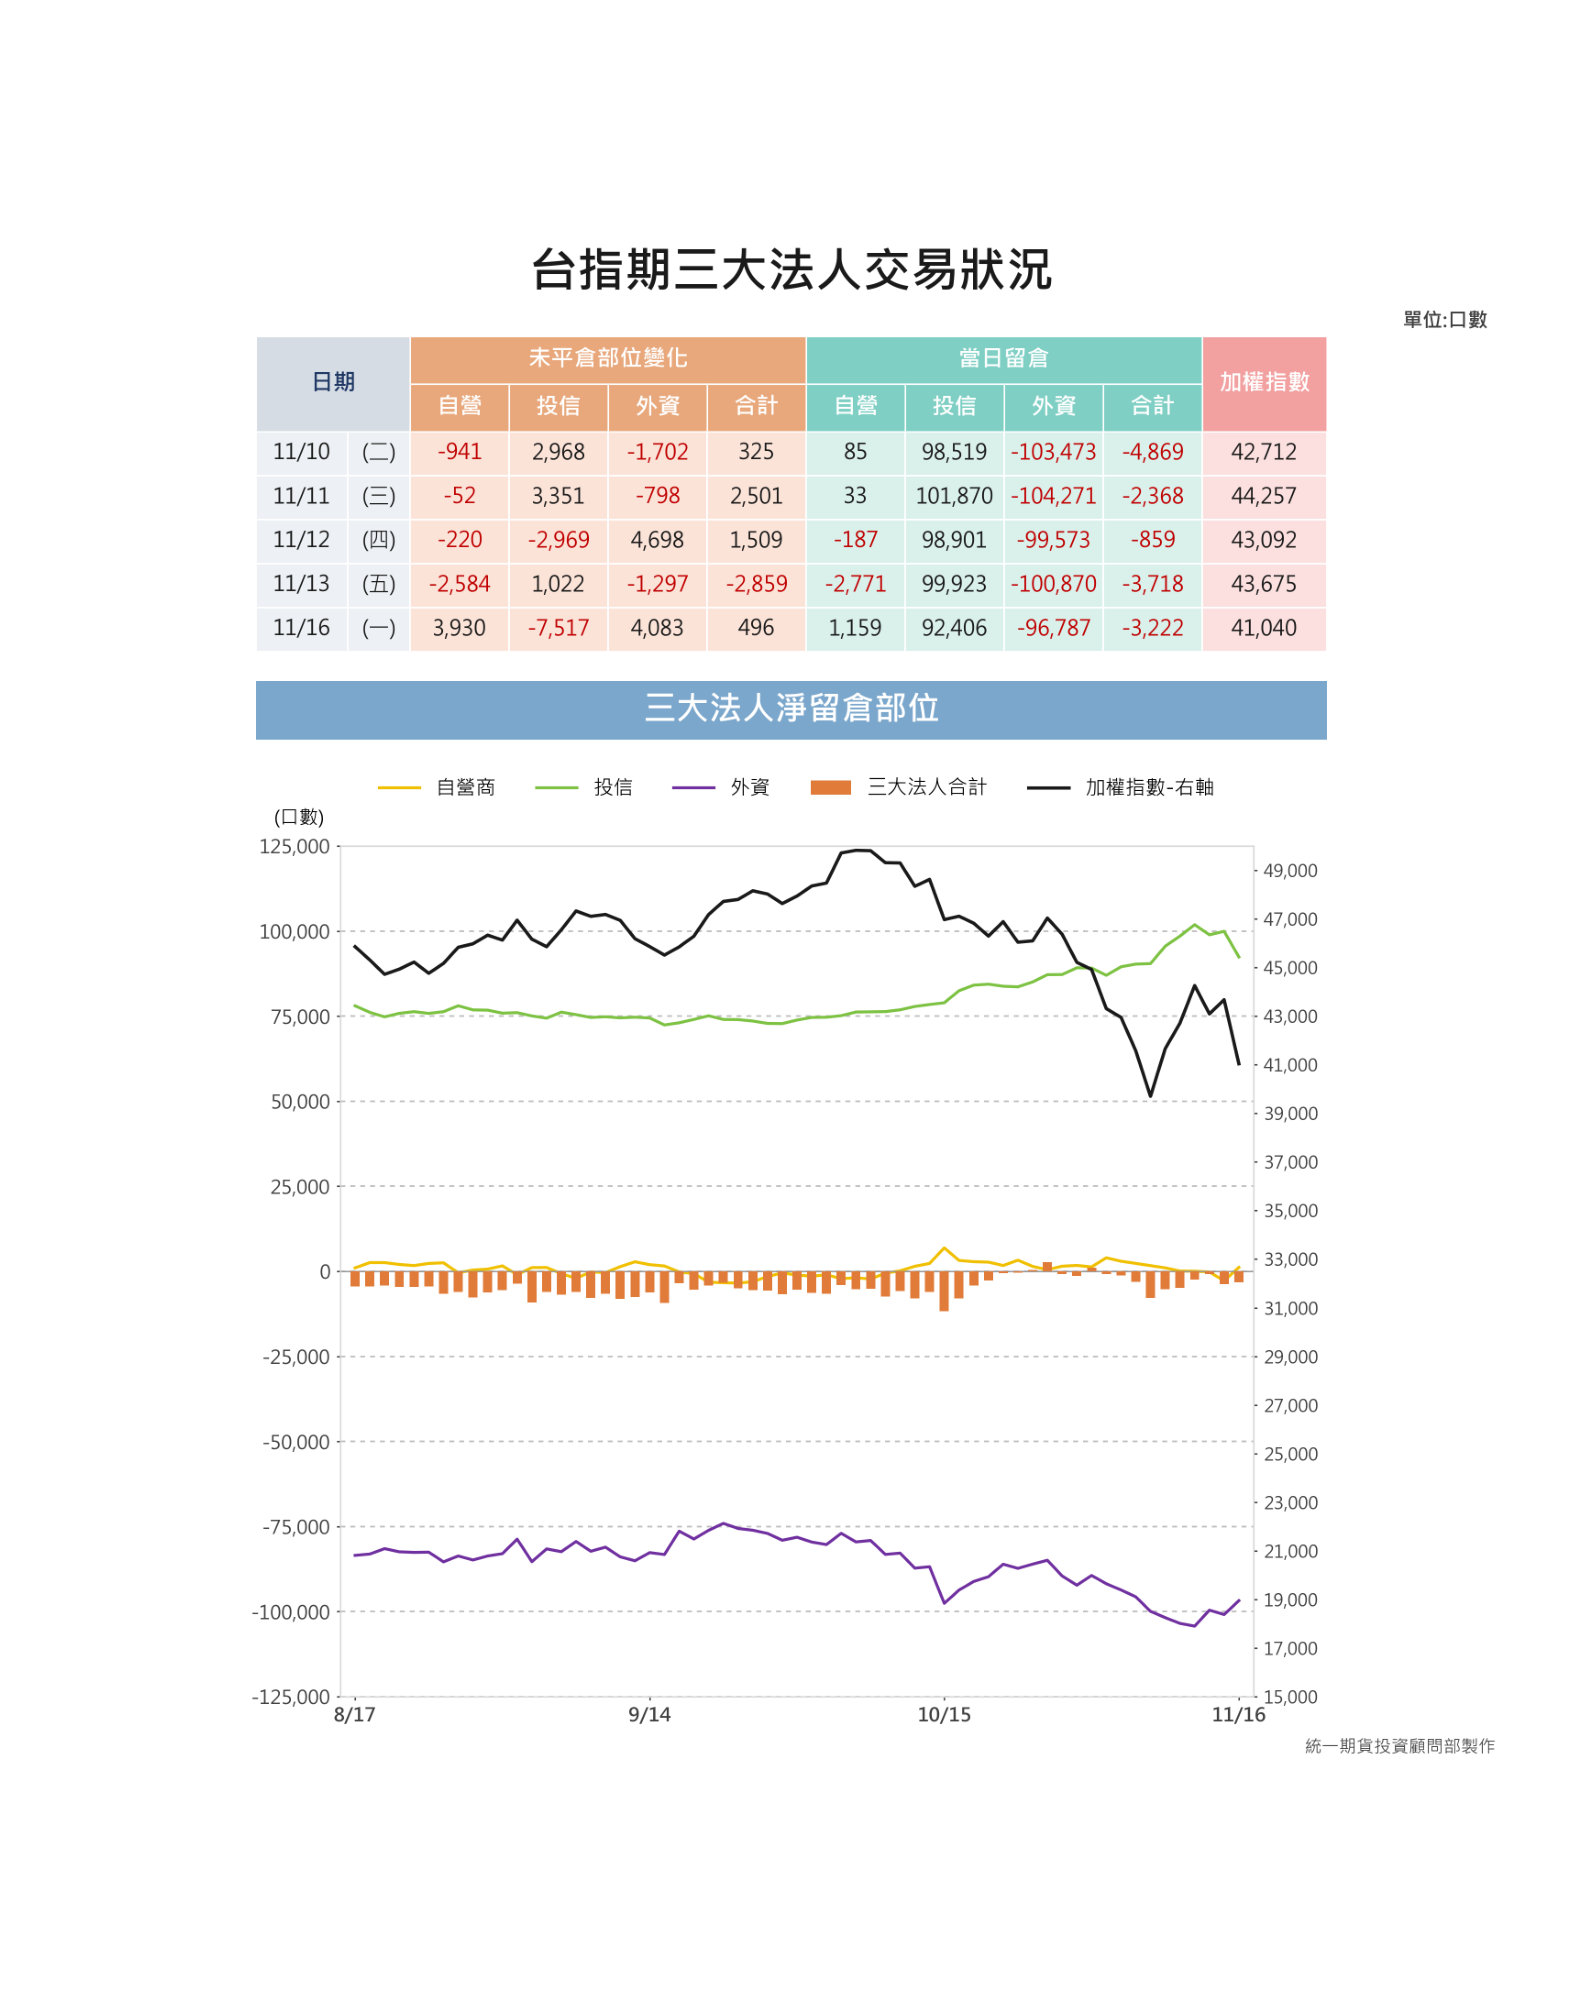 台指期三大法人交易狀況
單位:口數
日期 未平倉部位變化 當日留倉 加權指數
自營 投信 外資 合計 自營 投信 外資 合計
11/10 (二) -941 2,968 -1,702 325 85 98,519 -103,473 -4,869 42,712
11/11 (三) -52 3,351 -798 2,501 33 101,870 -104,271 -2,368 44,257
11/12 (四) -220 -2,969 4,698 1,509 -187 98,901 -99,573 -859 43,092
11/13 (五) -2,584 1,022 -1,297 -2,859 -2,771 99,923 -100,870 -3,718 43,675
11/16 (一) 3,930 -7,517 4,083 496 1,159 92,406 -96,787 -3,222 41,040
三大法人淨留倉部位
自營商 投信 外資 三大法人合計 加權指數-右軸
(口數)
125,000
49,000
100,000 47,000
45,000
75,000 43,000
41,000
50,000 39,000
37,000
25,000
35,000
0 33,000
31,000
-25,000 29,000
27,000
-50,000 25,000
23,000
-75,000
21,000
-100,000 19,000
17,000
-125,000 15,000
8/17 9/14 10/15 11/16
統一期貨投資顧問部製作